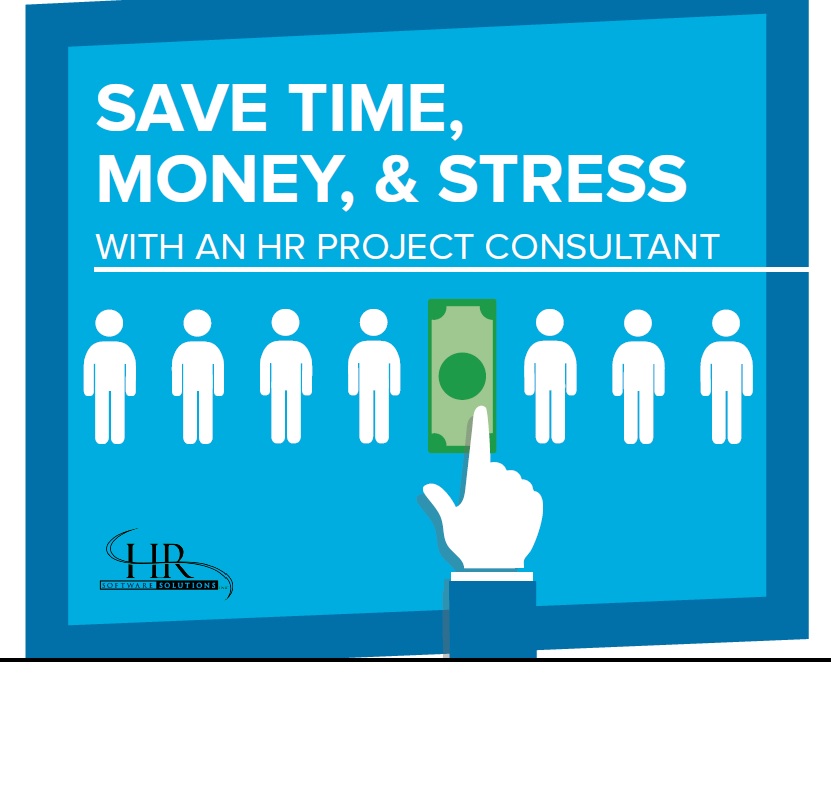 SAVE TIME,
MONEY, & STRESS
WITH AN HR PROJECT CONSULTANT
HR
SOFTWARE SOLUTIONS